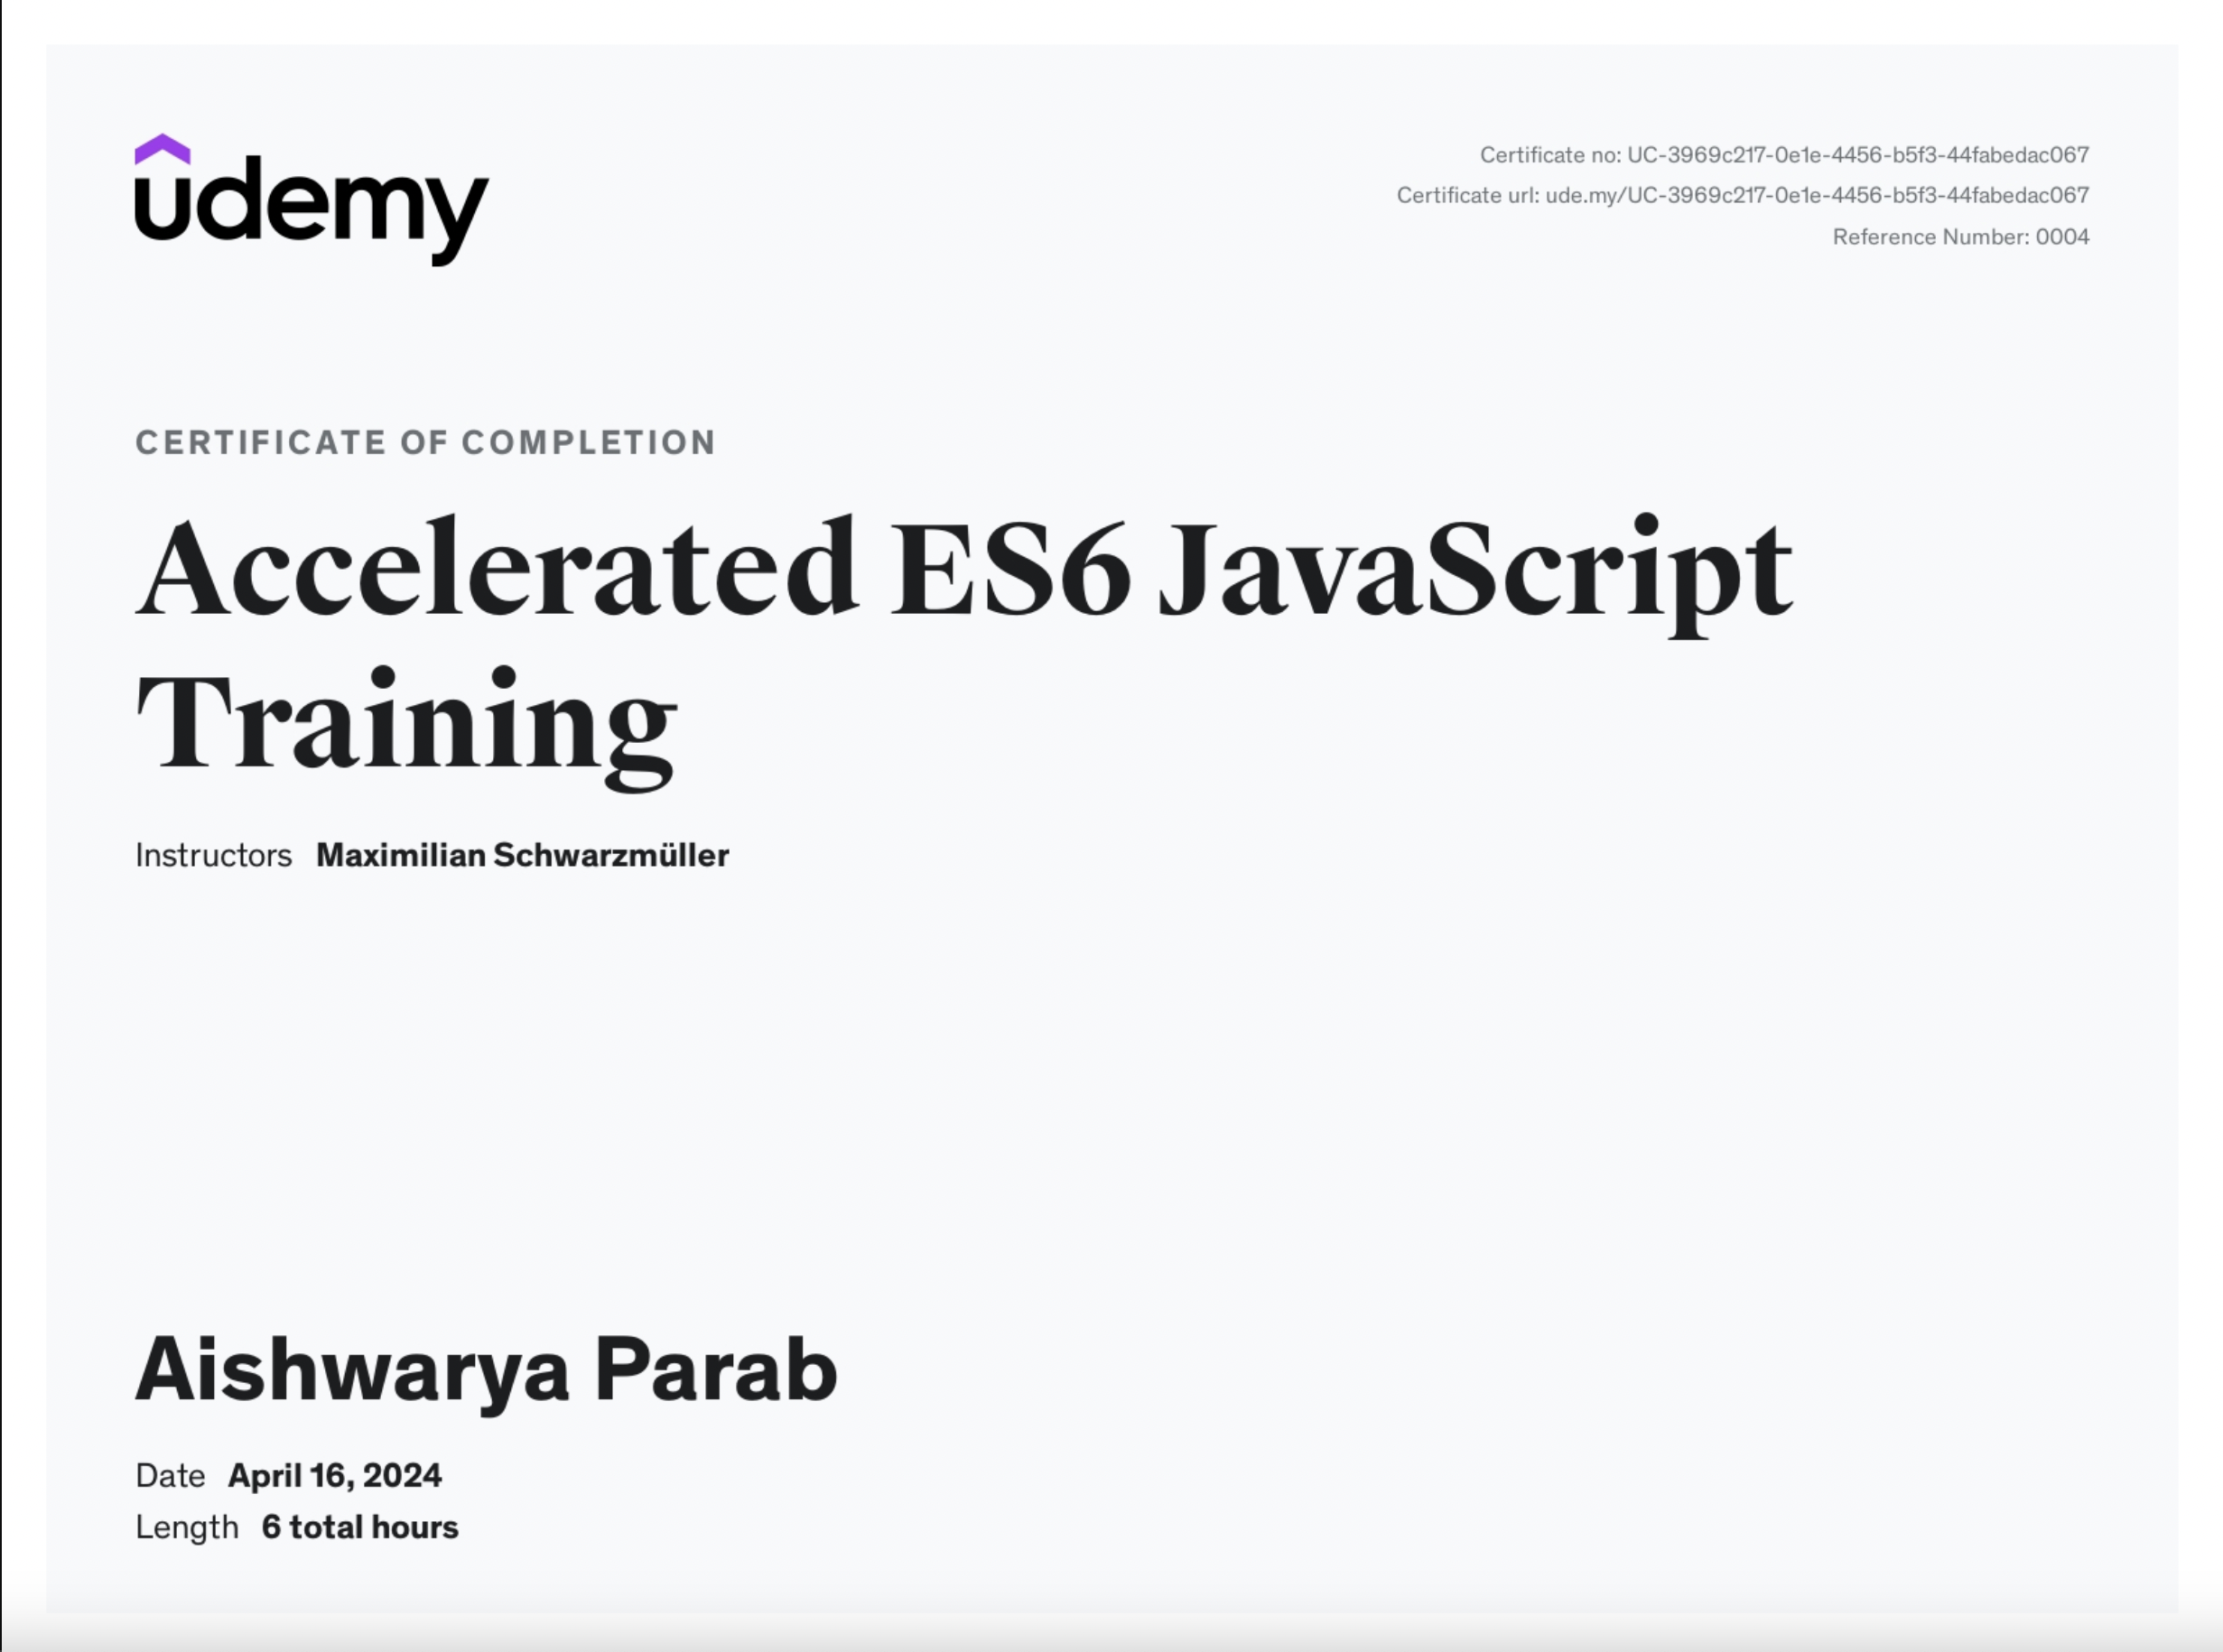 udemy
Certificate no: UC-3969c217-0e1e-4456-b5f3-44fabedac067
Certificate url: ude.my/UC-3969c217-0e1e-4456-b5f3-44fabedac067
Reference Number: 0004
CERTIFICATE OF COMPLETION
Accelerated ES6 JavaScript
Training
Instructors Maximilian Schwarzmüller
Aishwarya Parab
Date April 16, 2024
Length 6 total hours